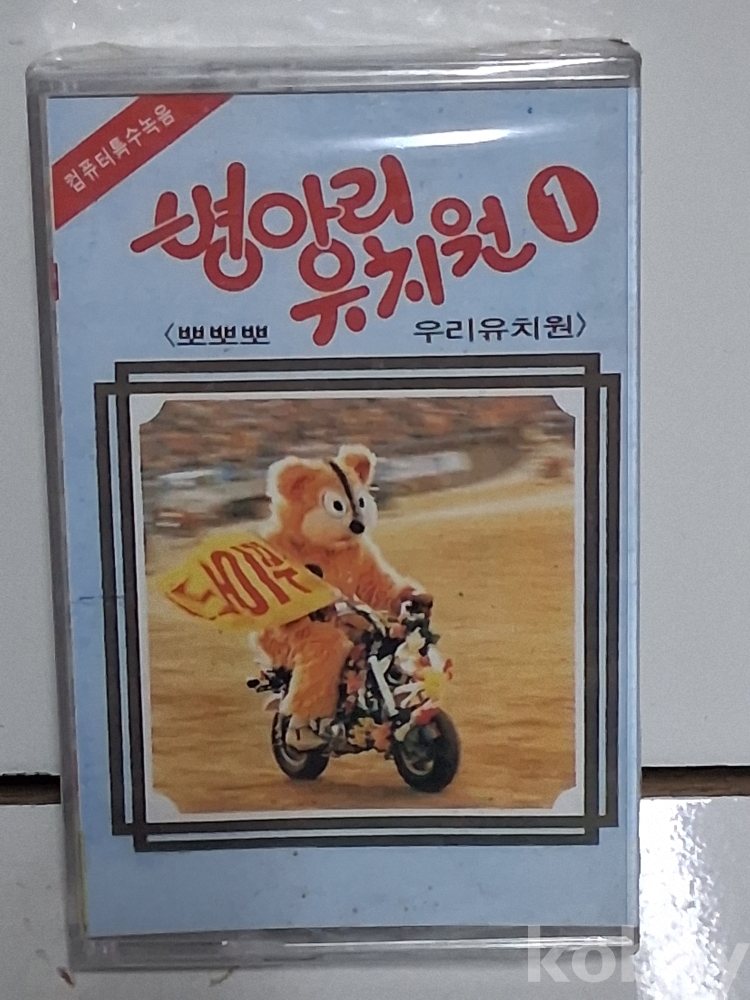 컴퓨터특수녹음
병아리
유치원 1
<뽀뽀뽀 우리유치원>